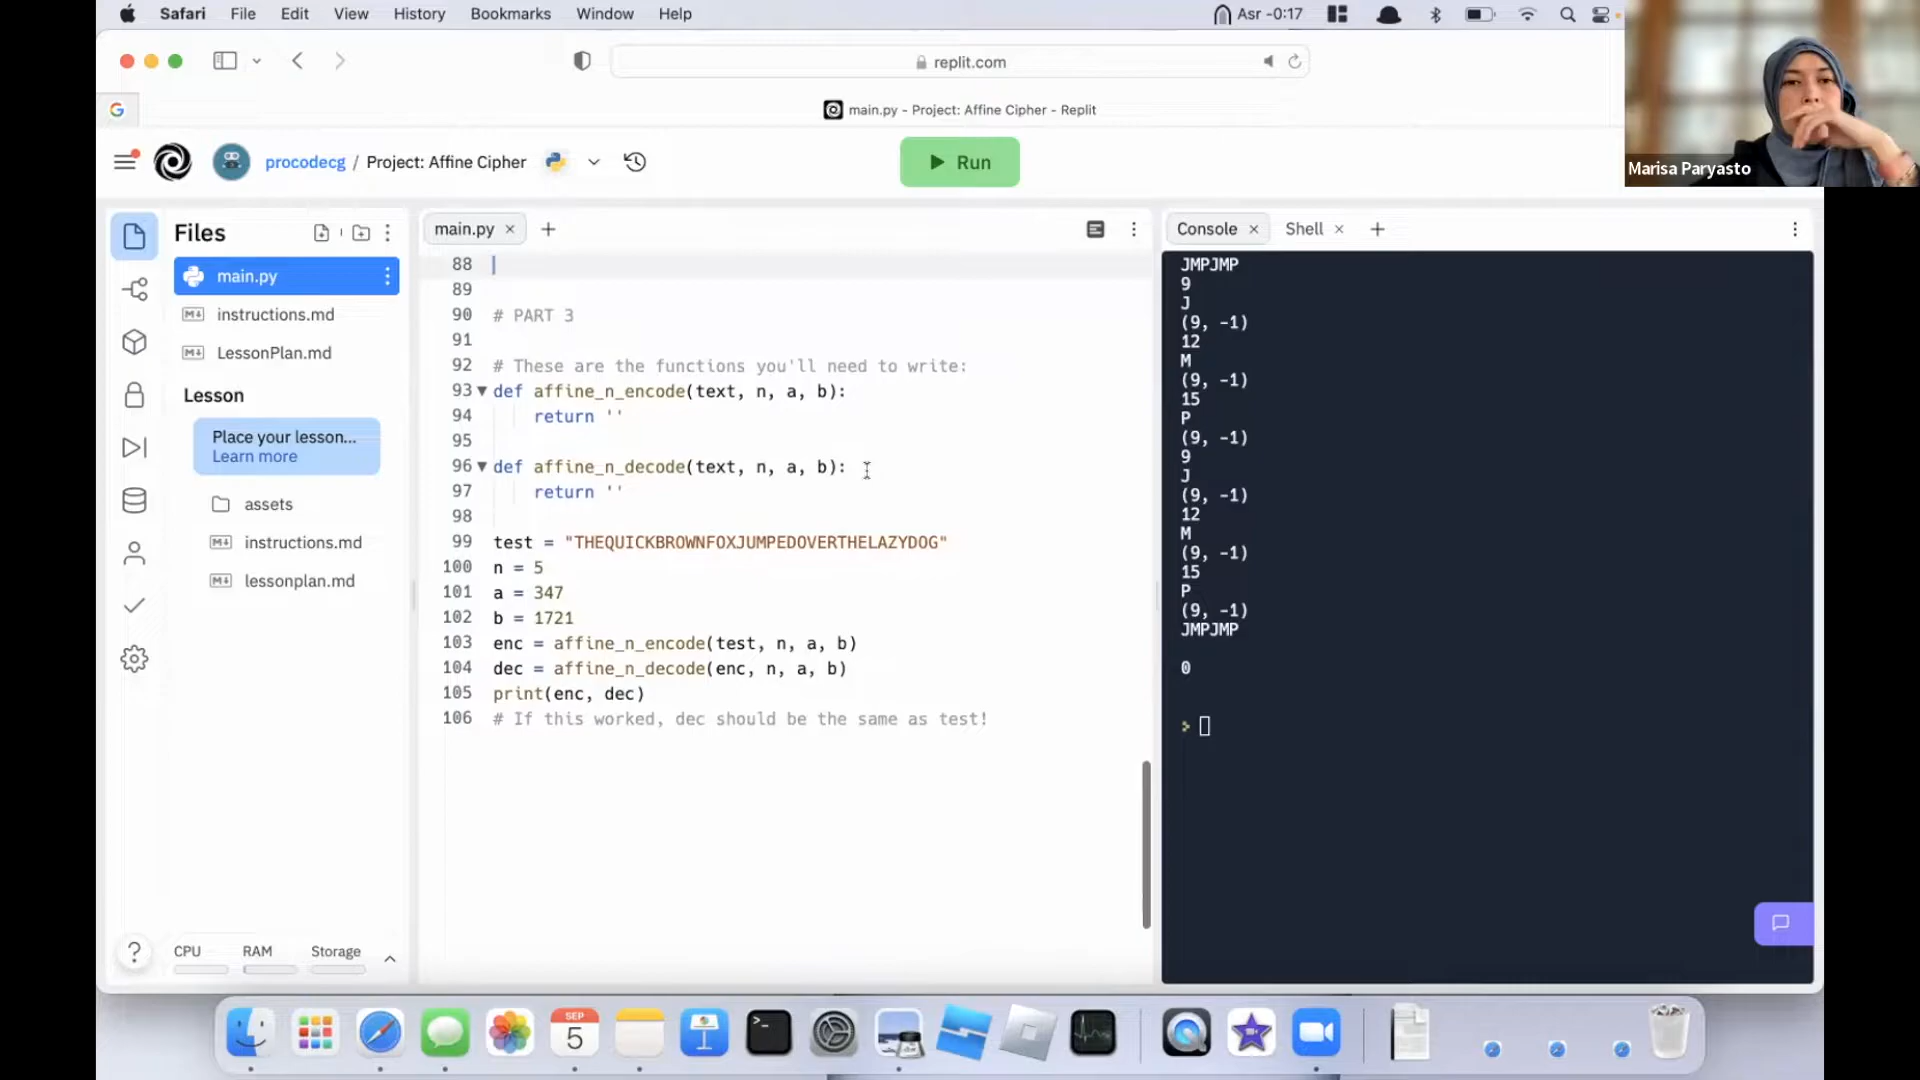 Safari File Edit View History Bookmarks Window Help Asr -0:17
replit.com
main.py - Project: Affine Cipher - Replit
Marisa Paryasto
procodecg / Project: Affine Cipher
Run
Files
main.py
instructions.md
LessonPlan.md
Lesson
Place your lesson...
Learn more
assets
instructions.md
lessonplan.md
CPU RAM Storage
main.py
88
89
90 # PART 3
91
92 # These are the functions you'll need to write:
93 def affine_n_encode(text, n, a, b):
94 return ''
95
96 def affine_n_decode(text, n, a, b):
97 return ''
98
99 test = "THEQUICKBROWNFOXJUMPEDOVERTHELAZYDOG"
100 n = 5
101 a = 347
102 b = 1721
103 enc = affine_n_encode(test, n, a, b)
104 dec = affine_n_decode(enc, n, a, b)
105 print(enc, dec)
106 # If this worked, dec should be the same as test!
Console Shell
JMPJMP
9
J
(9, -1)
12
M
(9, -1)
15
P
(9, -1)
9
J
(9, -1)
12
M
(9, -1)
15
P
(9, -1)
JMPJMP
0
>
SEP
5